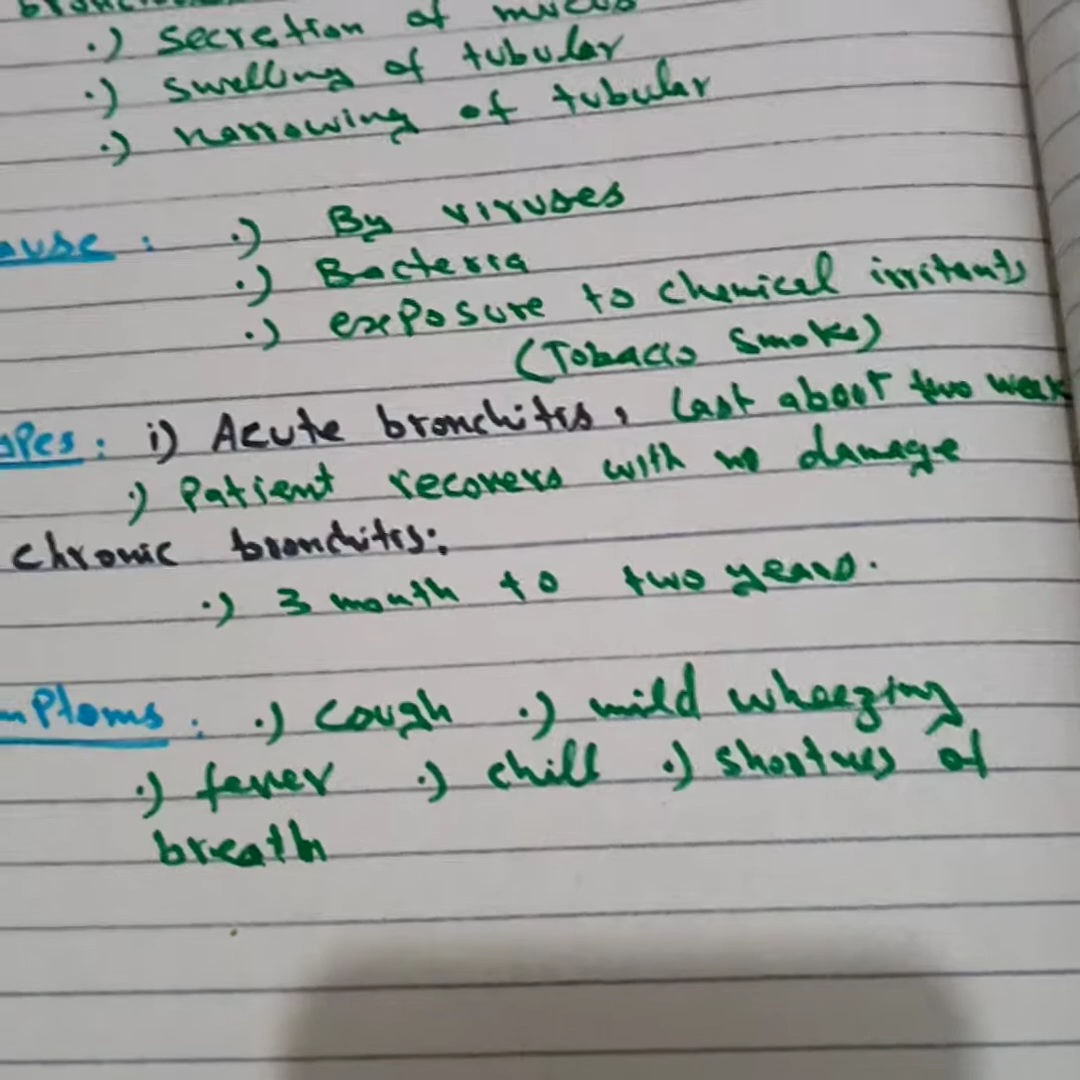 .) secretion of mucus
.) swelling of tubular
.) narrowing of tubular
ause : .) By viruses
.) Bacteria
.) exposure to chemical irritants
(Tobacco smoke)
ypes : i) Acute bronchitis, last about two week
.) Patient recovers with no damage
chronic bronchitis:
.) 3 month to two years.
mptoms : .) cough .) mild wheezing
.) fever .) chill .) shortness of
breath